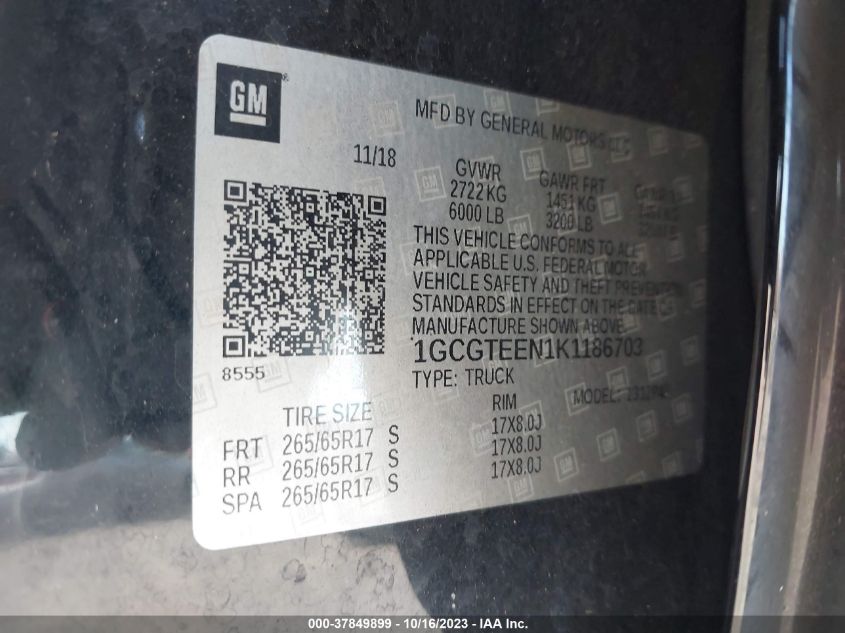 GM
®
MFD BY GENERAL MOTORS LLC
11/18
GVWR GAWR FRT
2722 KG 1451 KG
6000 LB 3200 LB
THIS VEHICLE CONFORMS TO ALL
APPLICABLE U.S. FEDERAL MOTOR
VEHICLE SAFETY AND THEFT PREVENTION
STANDARDS IN EFFECT ON THE DATE OF
MANUFACTURE SHOWN ABOVE.
1GCGTEEN1K1186703
8555
TYPE: TRUCK MODEL:
TIRE SIZE RIM
FRT 265/65R17 S 17X8.0J
RR 265/65R17 S 17X8.0J
SPA 265/65R17 S 17X8.0J
000-37849899 - 10/16/2023 - IAA Inc.